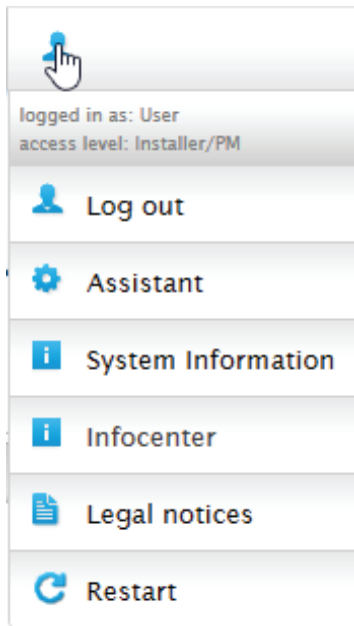 logged in as: User
access level: Installer/PM
Log out
Assistant
System Information
Infocenter
Legal notices
Restart